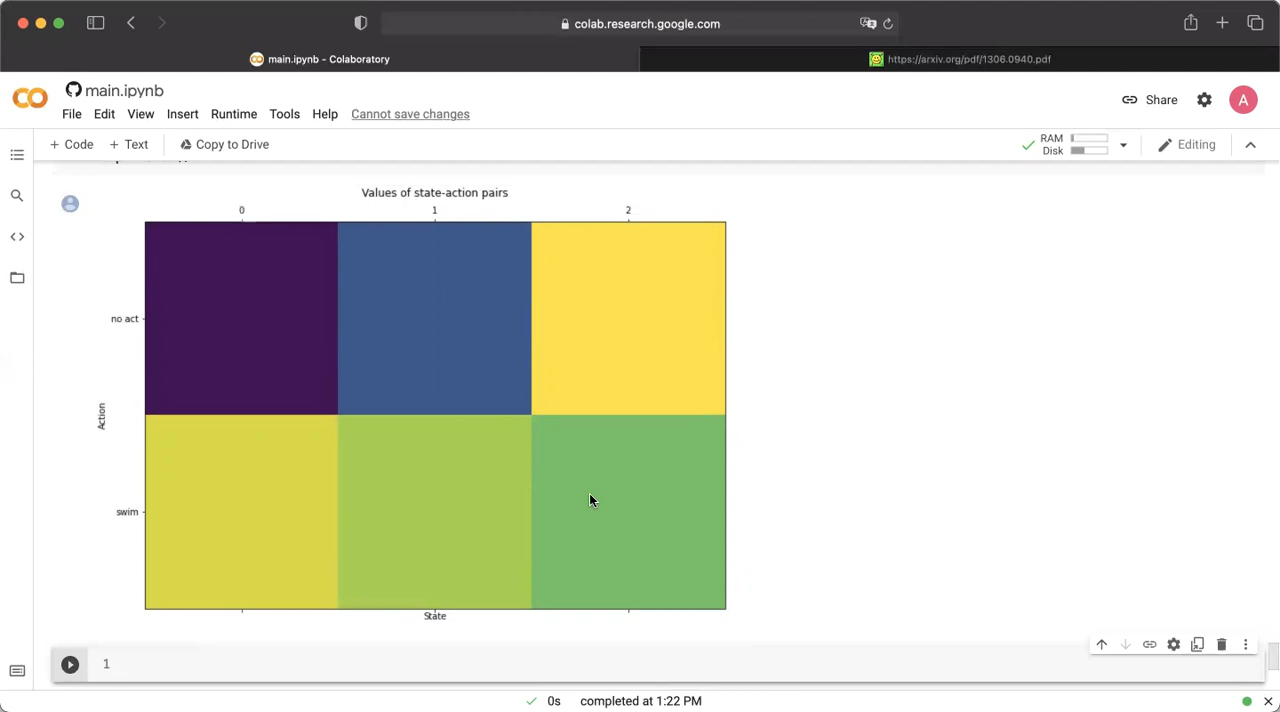 colab.research.google.com
main.ipynb - Colaboratory
https://arxiv.org/pdf/1306.0940.pdf
main.ipynb
File Edit View Insert Runtime Tools Help Cannot save changes
Share
A
+ Code + Text Copy to Drive
RAM
Disk
Editing
Values of state-action pairs
0 1 2
no act
Action
swim
State
1
0s completed at 1:22 PM